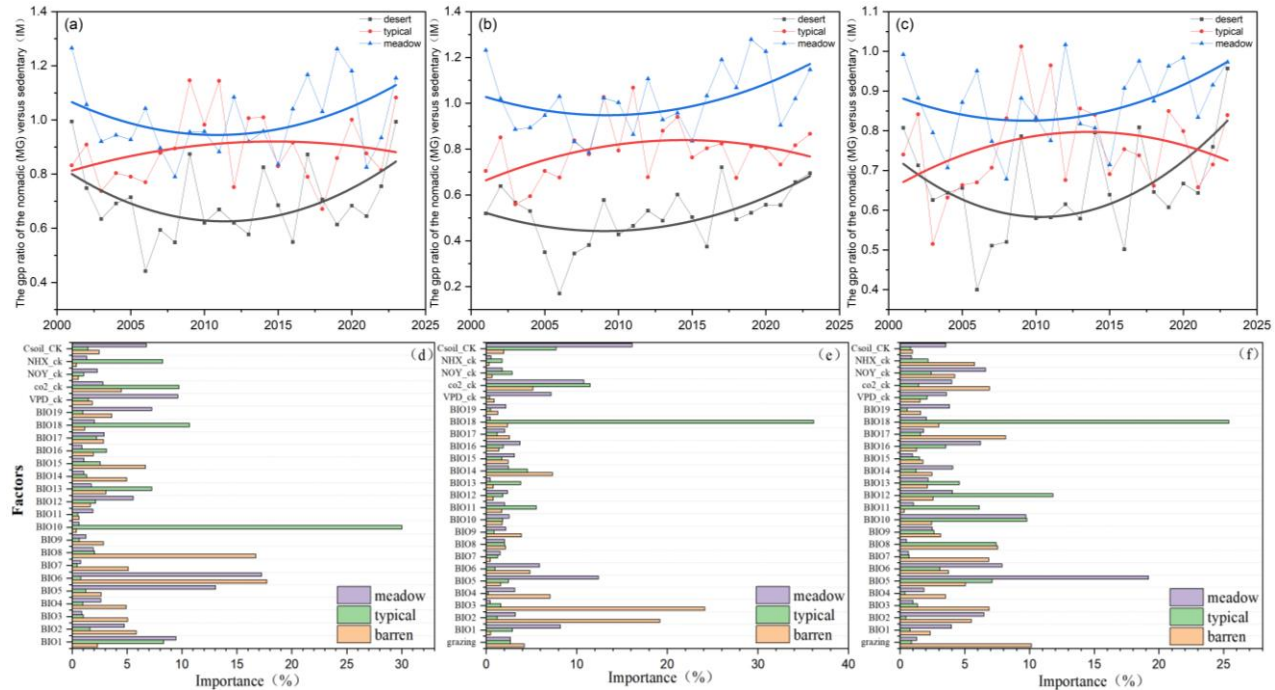 (a)
desert
typical
meadow
The gpp ratio of the nomadic (MG) versus sedentary（IM）
1.4
1.2
1.0
0.8
0.6
0.4
2000
2005
2010
2015
2020
2025
(b)
desert
typical
meadow
The gpp ratio of the nomadic (MG) versus sedentary（IM）
1.4
1.2
1.0
0.8
0.6
0.4
0.2
2000
2005
2010
2015
2020
2025
(c)
desert
typical
meadow
The gpp ratio of the nomadic (MG) versus sedentary（IM）
1.1
1.0
0.9
0.8
0.7
0.6
0.5
0.4
2000
2005
2010
2015
2020
2025
（d）
Factors
Csoil_CK
NHX_ck
NOY_ck
co2_ck
VPD_ck
BIO19
BIO18
BIO17
BIO16
BIO15
BIO14
BIO13
BIO12
BIO11
BIO10
BIO9
BIO8
BIO7
BIO6
BIO5
BIO4
BIO3
BIO2
BIO1
meadow
typical
barren
0
5
10
15
20
25
30
Importance（%）
（e）
Csoil_CK
NHX_ck
NOY_ck
co2_ck
VPD_ck
BIO19
BIO18
BIO17
BIO16
BIO15
BIO14
BIO13
BIO12
BIO11
BIO10
BIO9
BIO8
BIO7
BIO6
BIO5
BIO4
BIO3
BIO2
BIO1
grazing
meadow
typical
barren
0
10
20
30
40
Importance（%）
（f）
Csoil_CK
NHX_ck
NOY_ck
co2_ck
VPD_ck
BIO19
BIO18
BIO17
BIO16
BIO15
BIO14
BIO13
BIO12
BIO11
BIO10
BIO9
BIO8
BIO7
BIO6
BIO5
BIO4
BIO3
BIO2
BIO1
grazing
meadow
typical
barren
0
5
10
15
20
25
Importance（%）